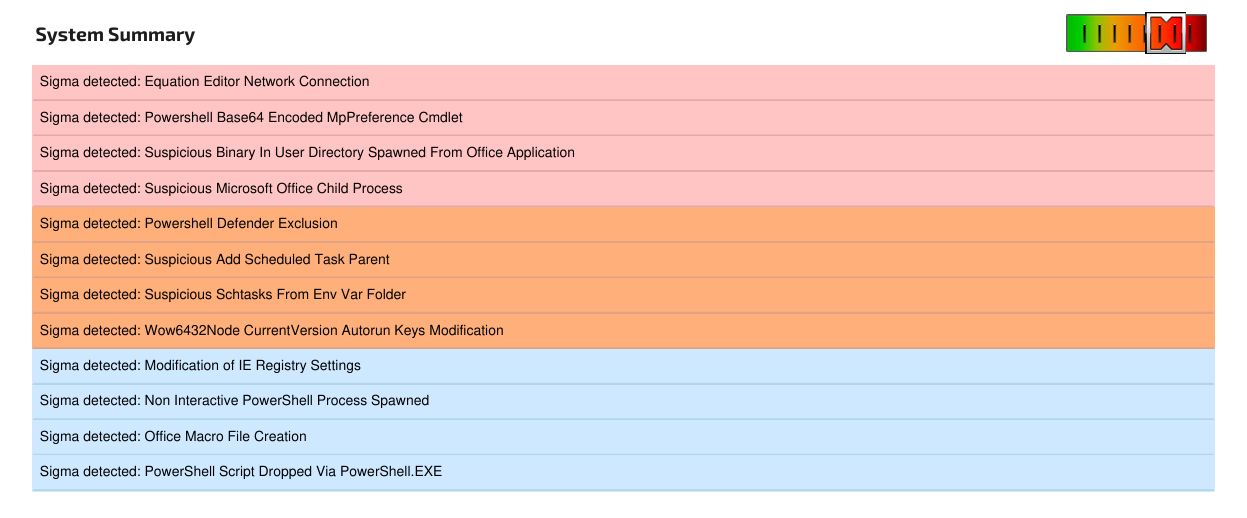 System Summary
Sigma detected: Equation Editor Network Connection
Sigma detected: Powershell Base64 Encoded MpPreference Cmdlet
Sigma detected: Suspicious Binary In User Directory Spawned From Office Application
Sigma detected: Suspicious Microsoft Office Child Process
Sigma detected: Powershell Defender Exclusion
Sigma detected: Suspicious Add Scheduled Task Parent
Sigma detected: Suspicious Schtasks From Env Var Folder
Sigma detected: Wow6432Node CurrentVersion Autorun Keys Modification
Sigma detected: Modification of IE Registry Settings
Sigma detected: Non Interactive PowerShell Process Spawned
Sigma detected: Office Macro File Creation
Sigma detected: PowerShell Script Dropped Via PowerShell.EXE